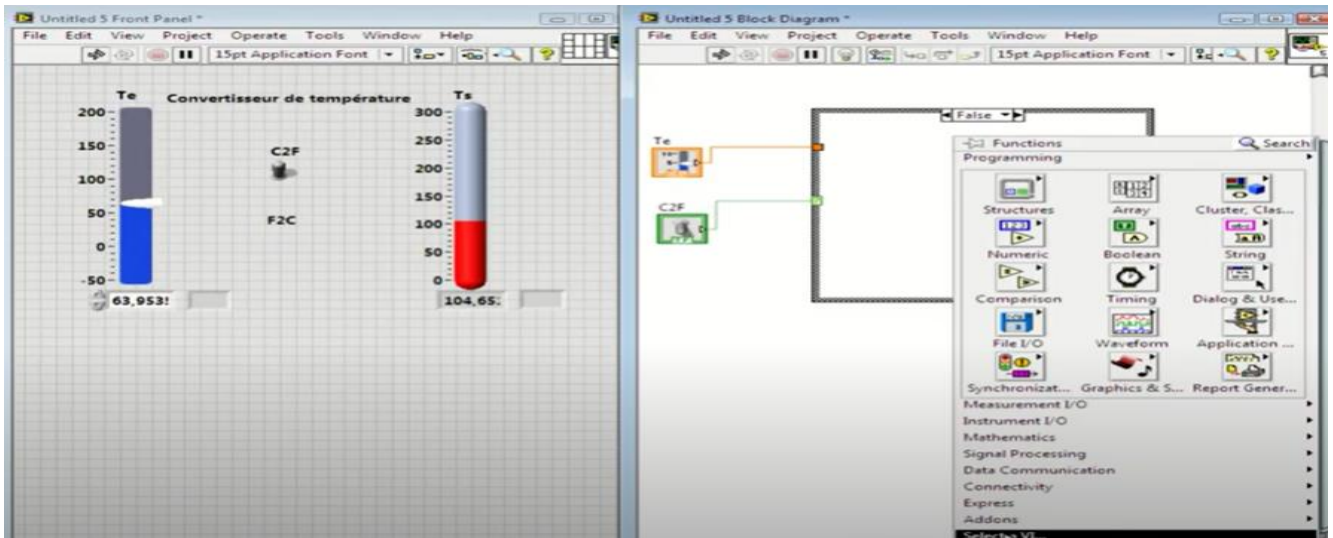 Untitled 5 Front Panel *
File Edit View Project Operate Tools Window Help
15pt Application Font
Te Convertisseur de température Ts
200
150
100
50
0
-50
C2F
F2C
300
250
200
150
100
50
0
63,953!
104,65
Untitled 5 Block Diagram *
File Edit View Project Operate Tools Window Help
15pt Application Font
False
Te
C2F
Functions Search
Programming
Structures Array Cluster, Clas...
Numeric Boolean String
Comparison Timing Dialog & Use...
File I/O Waveform Application ...
Synchronizat... Graphics & S... Report Gener...
Measurement I/O
Instrument I/O
Mathematics
Signal Processing
Data Communication
Connectivity
Express
Addons
Select a VI...